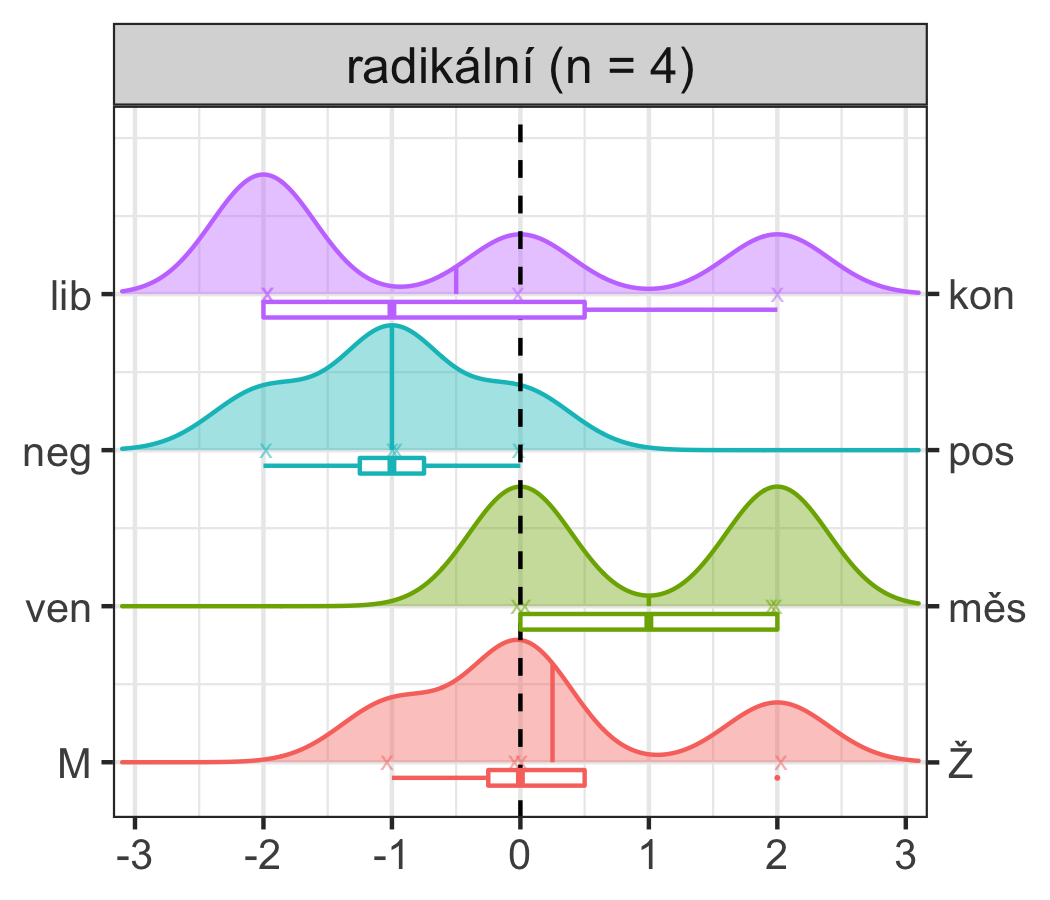 radikální (n = 4)
lib kon
neg pos
ven měs
M Ž
-3 -2 -1 0 1 2 3